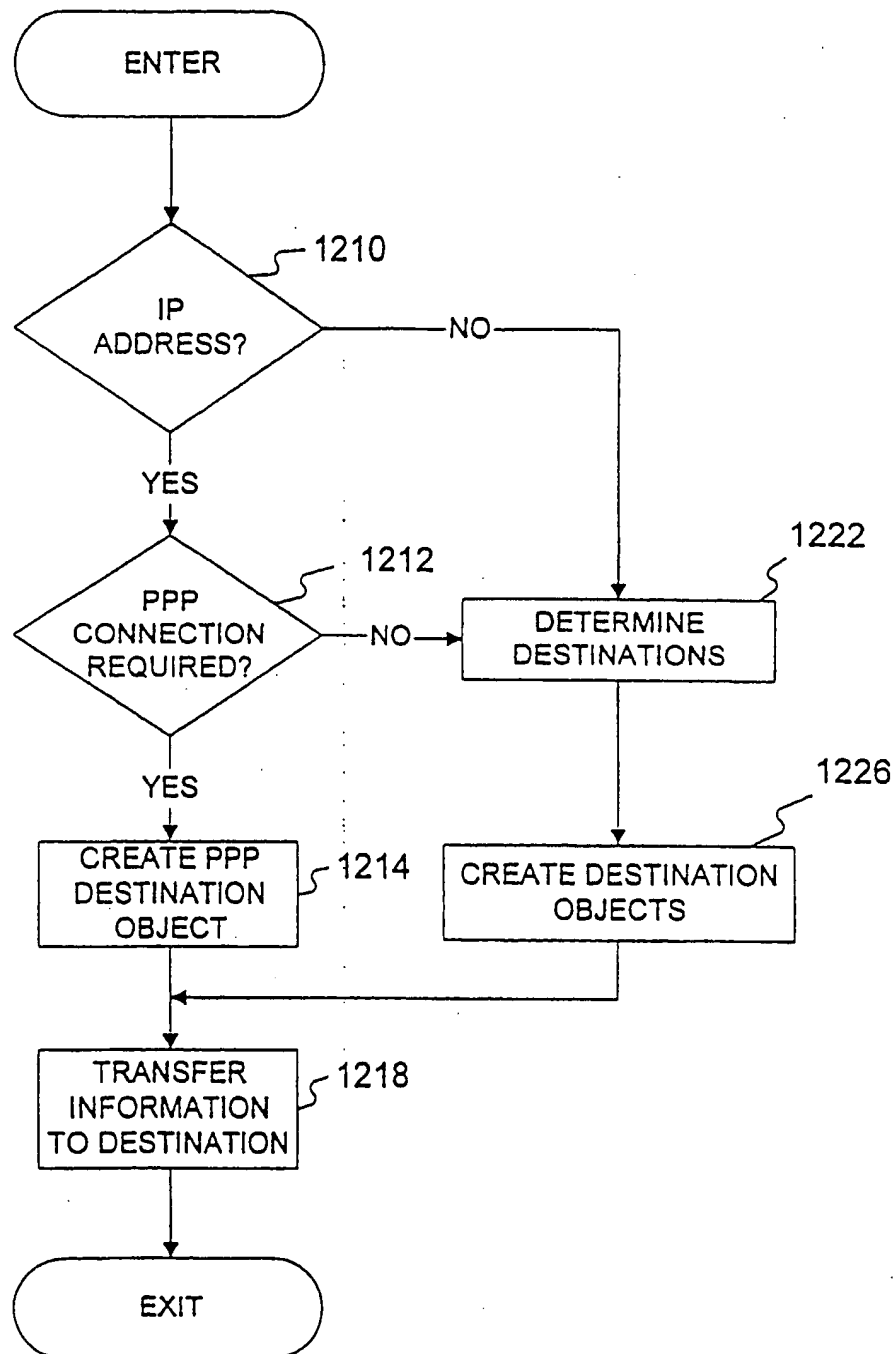 ENTER
1210
IP
ADDRESS?
NO
YES
1212
PPP
CONNECTION
REQUIRED?
NO
1222
DETERMINE
DESTINATIONS
YES
1226
CREATE PPP
DESTINATION
OBJECT
1214
CREATE DESTINATION
OBJECTS
TRANSFER
INFORMATION
TO DESTINATION
1218
EXIT